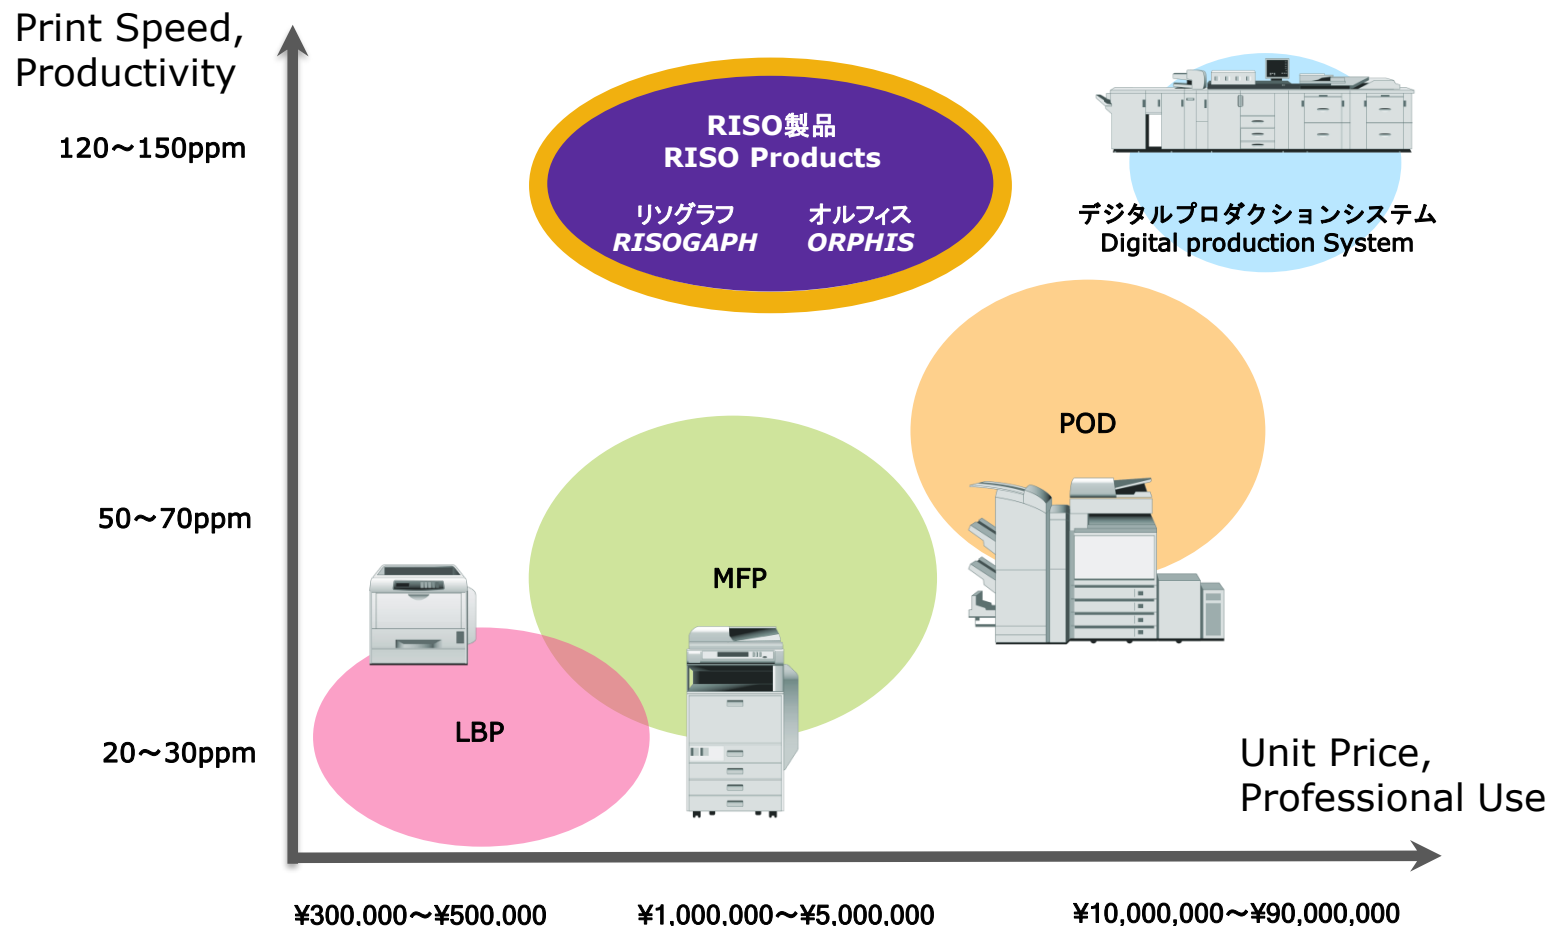 Print Speed,
Productivity
120～150ppm
RISO製品
RISO Products
リソグラフ
RISOGAPH
オルフィス
ORPHIS
デジタルプロダクションシステム
Digital production System
POD
50～70ppm
MFP
LBP
20～30ppm
Unit Price,
Professional Use
¥300,000～¥500,000
¥1,000,000～¥5,000,000
¥10,000,000～¥90,000,000